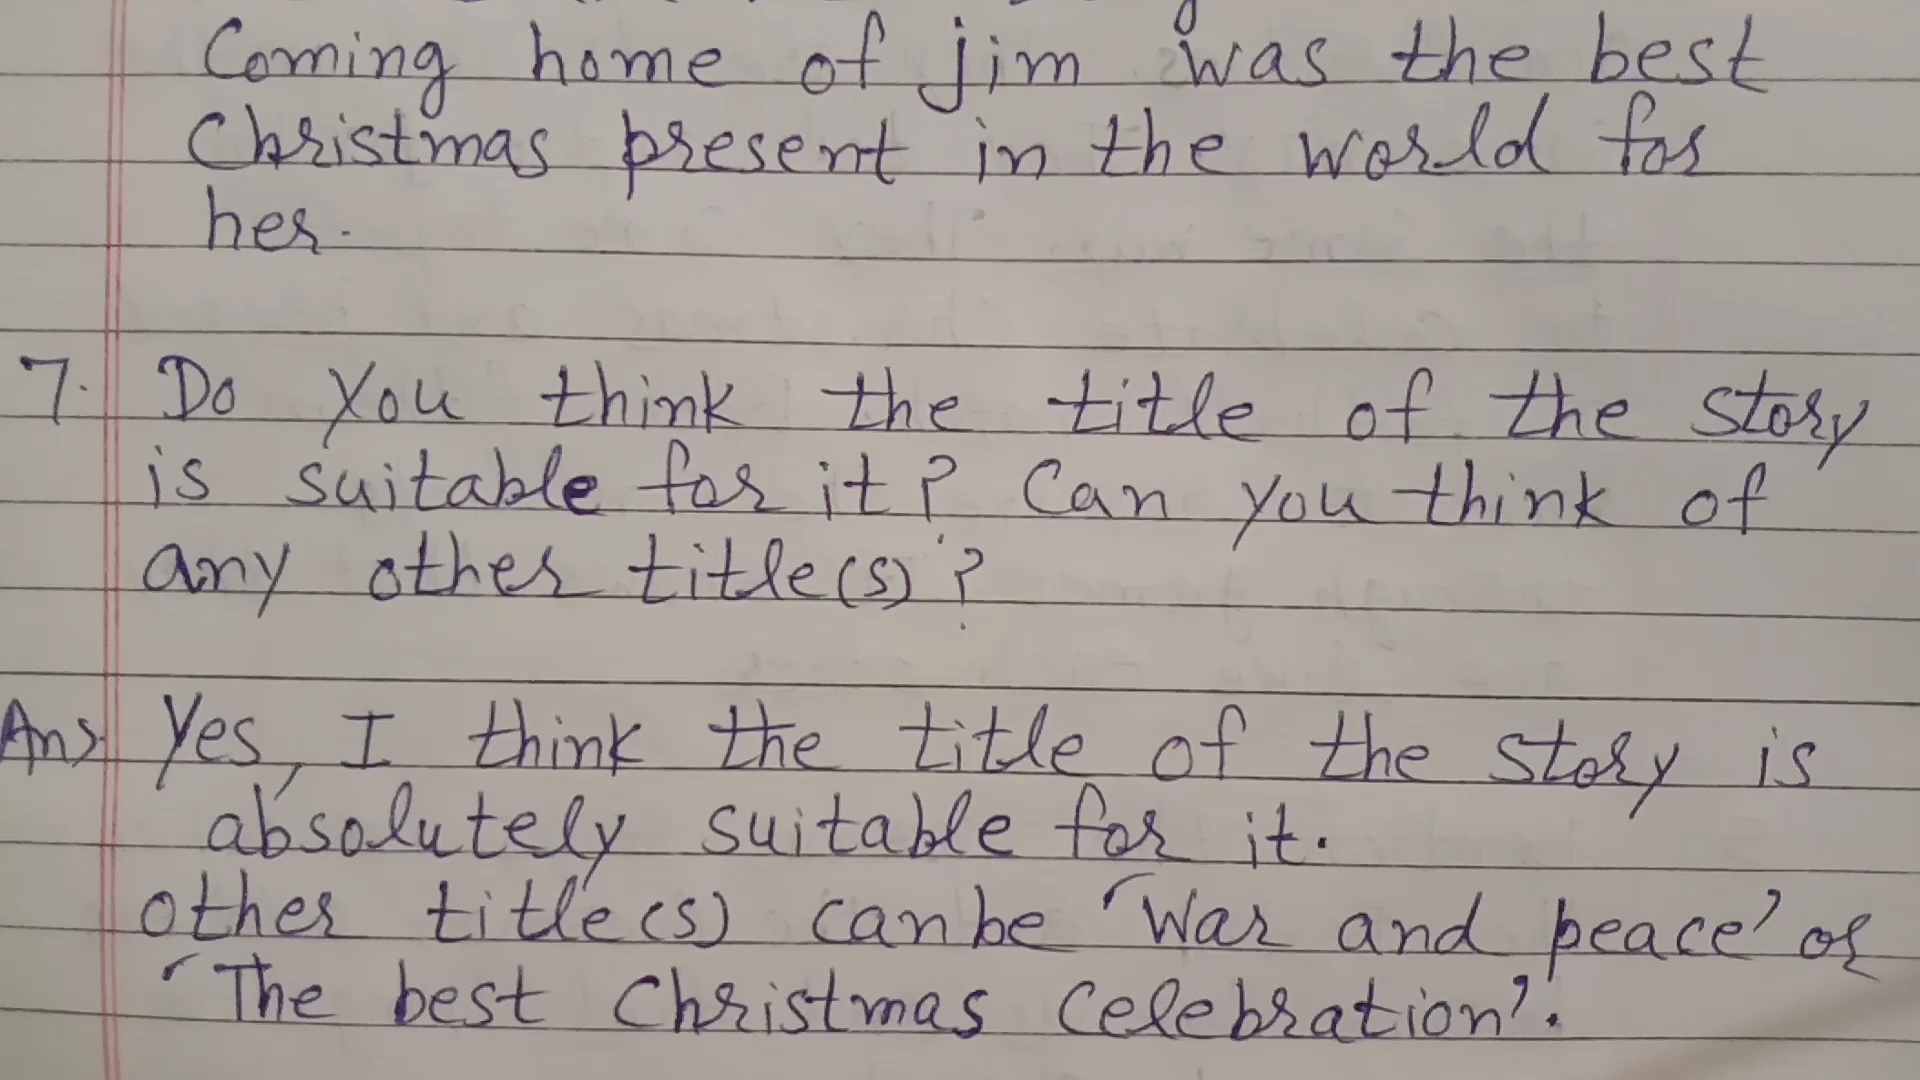 Coming home of jim was the best
Christmas present in the world for
her.
7. Do You think the title of the story
is suitable for it? Can you think of
any other title(s)?
Ans. Yes, I think the title of the story is
absolutely suitable for it.
other title(s) can be 'War and peace' or
'The best Christmas Celebration'.